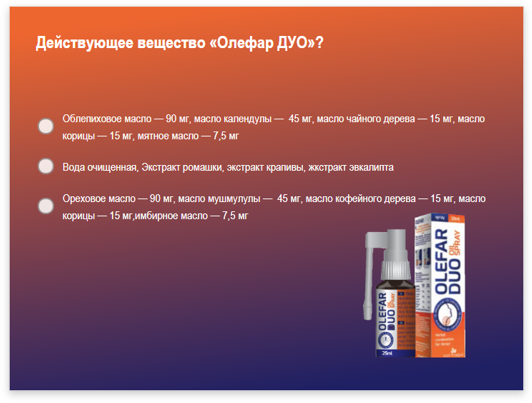 Действующее вещество «Олефар ДУО»?
Облепиховое масло — 90 мг, масло календулы — 45 мг, масло чайного дерева — 15 мг, масло
корицы — 15 мг, мятное масло — 7,5 мг
Вода очищенная, Экстракт ромашки, экстракт крапивы, жкстракт эвкалипта
Ореховое масло — 90 мг, масло мушмулулы — 45 мг, масло кофейного дерева — 15 мг, масло
корицы — 15 мг,имбирное масло — 7,5 мг
OLEFAR
DUO OIL
SPRAY
OLEFAR
DUO
25ml